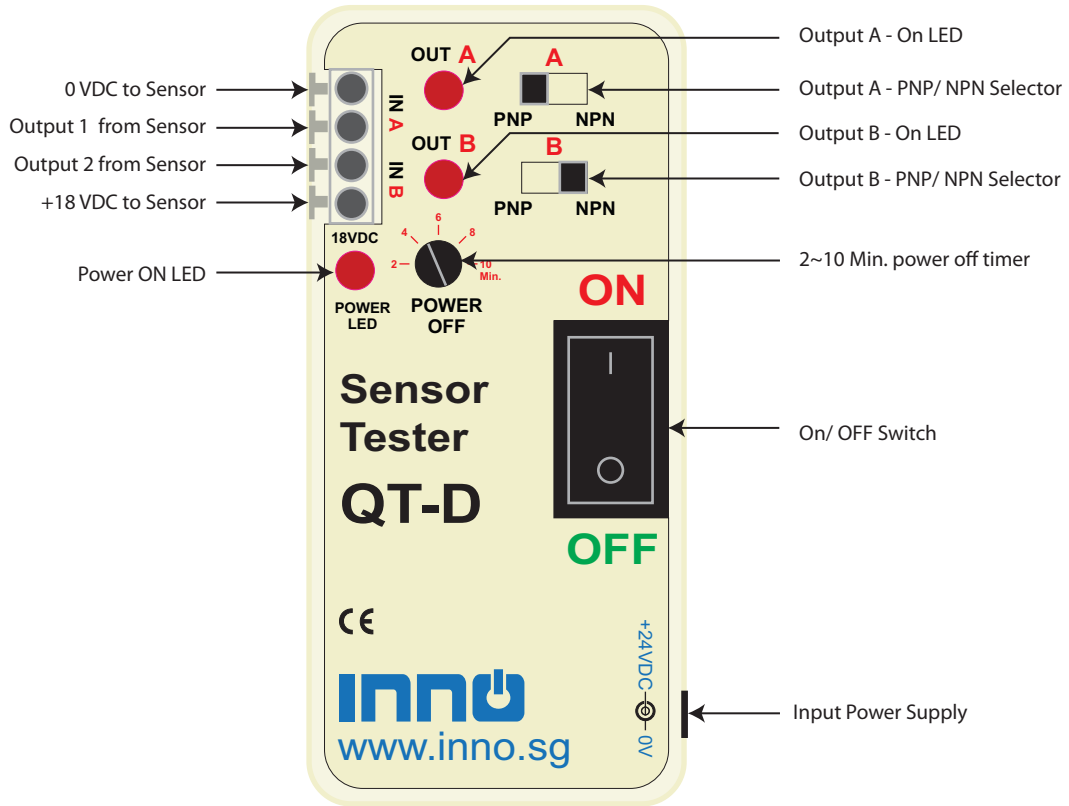 0 VDC to Sensor
Output 1 from Sensor
Output 2 from Sensor
+18 VDC to Sensor
Power ON LED
OUT A
IN A
OUT B
IN B
A
PNP NPN
B
PNP NPN
18VDC
POWER
LED
2
4
6
8
10
Min.
POWER
OFF
ON
OFF
Sensor
Tester
QT-D
CE
INNO
www.inno.sg
+24VDC
0V
Output A - On LED
Output A - PNP/ NPN Selector
Output B - On LED
Output B - PNP/ NPN Selector
2~10 Min. power off timer
On/ OFF Switch
Input Power Supply